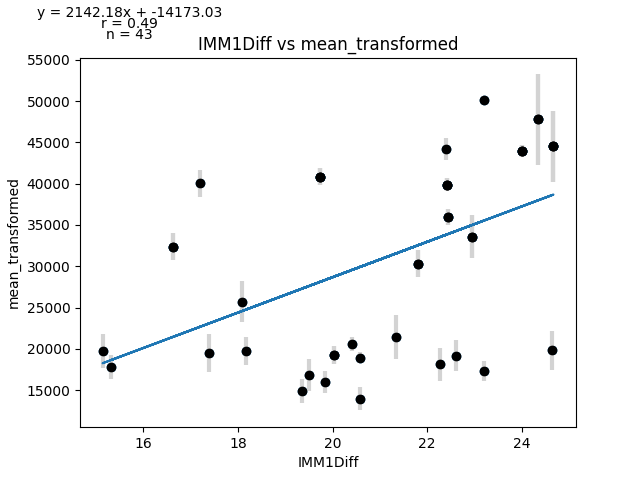 y = 2142.18x + -14173.03
r = 0.49
n = 43
IMM1Diff vs mean_transformed
mean_transformed
55000
50000
45000
40000
35000
30000
25000
20000
15000
16 18 20 22 24
IMM1Diff